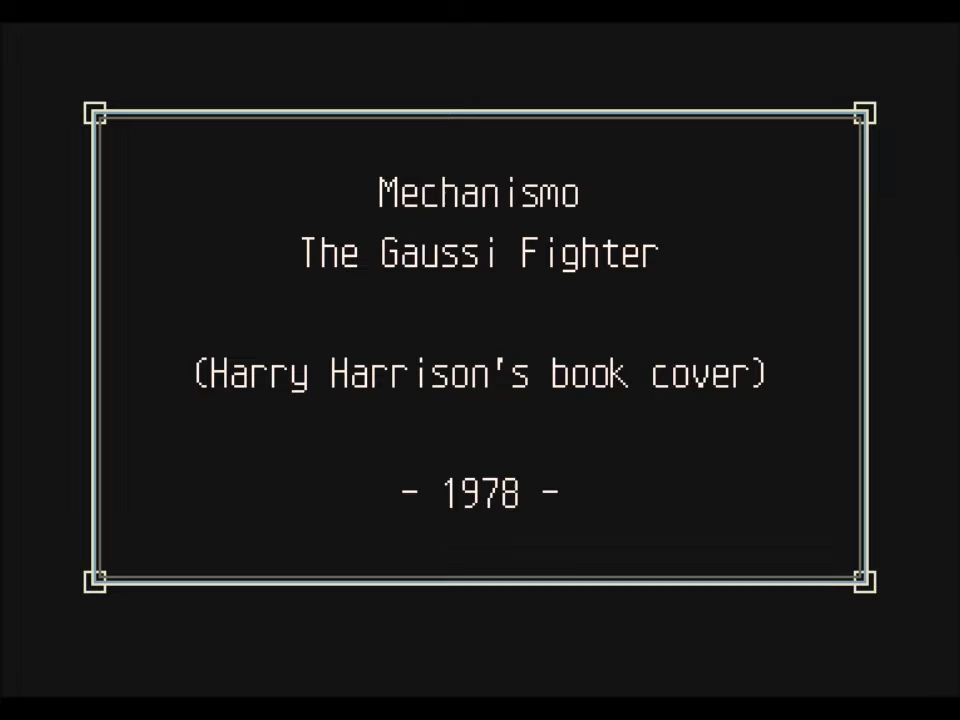 Mechanismo
The Gaussi Fighter
(Harry Harrison's book cover)
- 1978 -